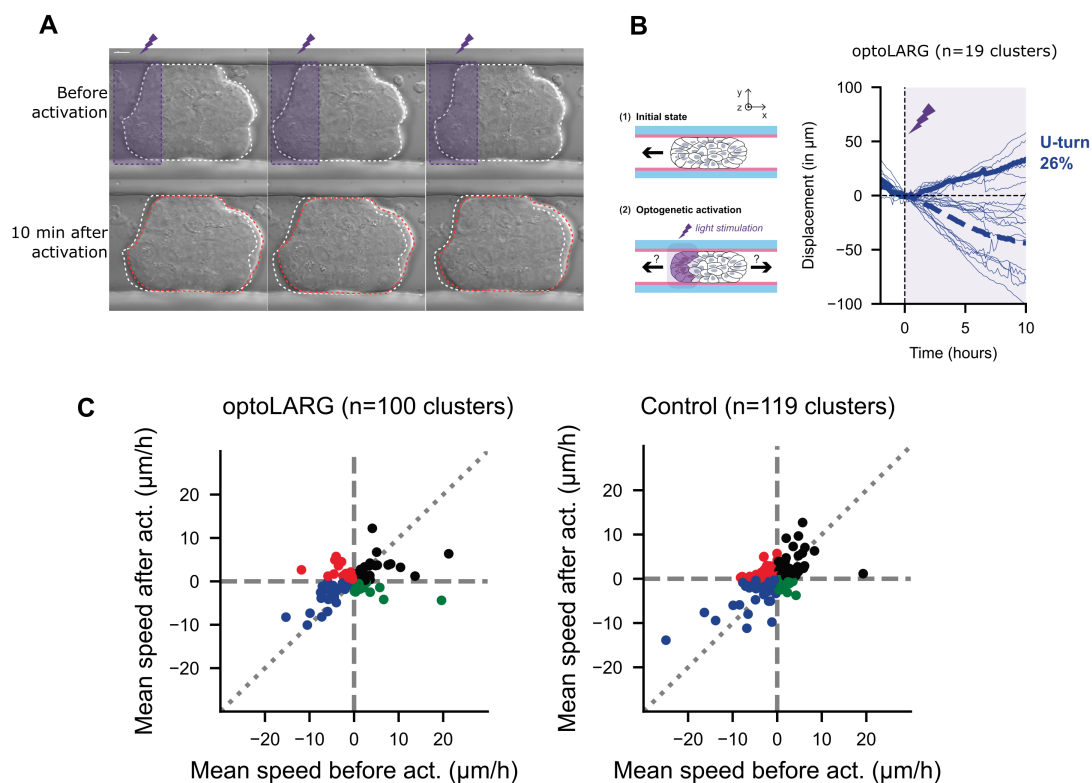 A
Before
activation
10 min after
activation
B
optoLARG (n=19 clusters)
y
z
x
(1) Initial state
(2) Optogenetic activation
light stimulation
?
?
100
50
0
−50
−100
Displacement (in µm)
0
5
10
Time (hours)
U-turn
26%
C
optoLARG (n=100 clusters)
Mean speed after act. (µm/h)
20
10
0
−10
−20
−20
−10
0
10
20
Mean speed before act. (µm/h)
Control (n=119 clusters)
Mean speed after act. (µm/h)
20
10
0
−10
−20
−20
−10
0
10
20
Mean speed before act. (µm/h)